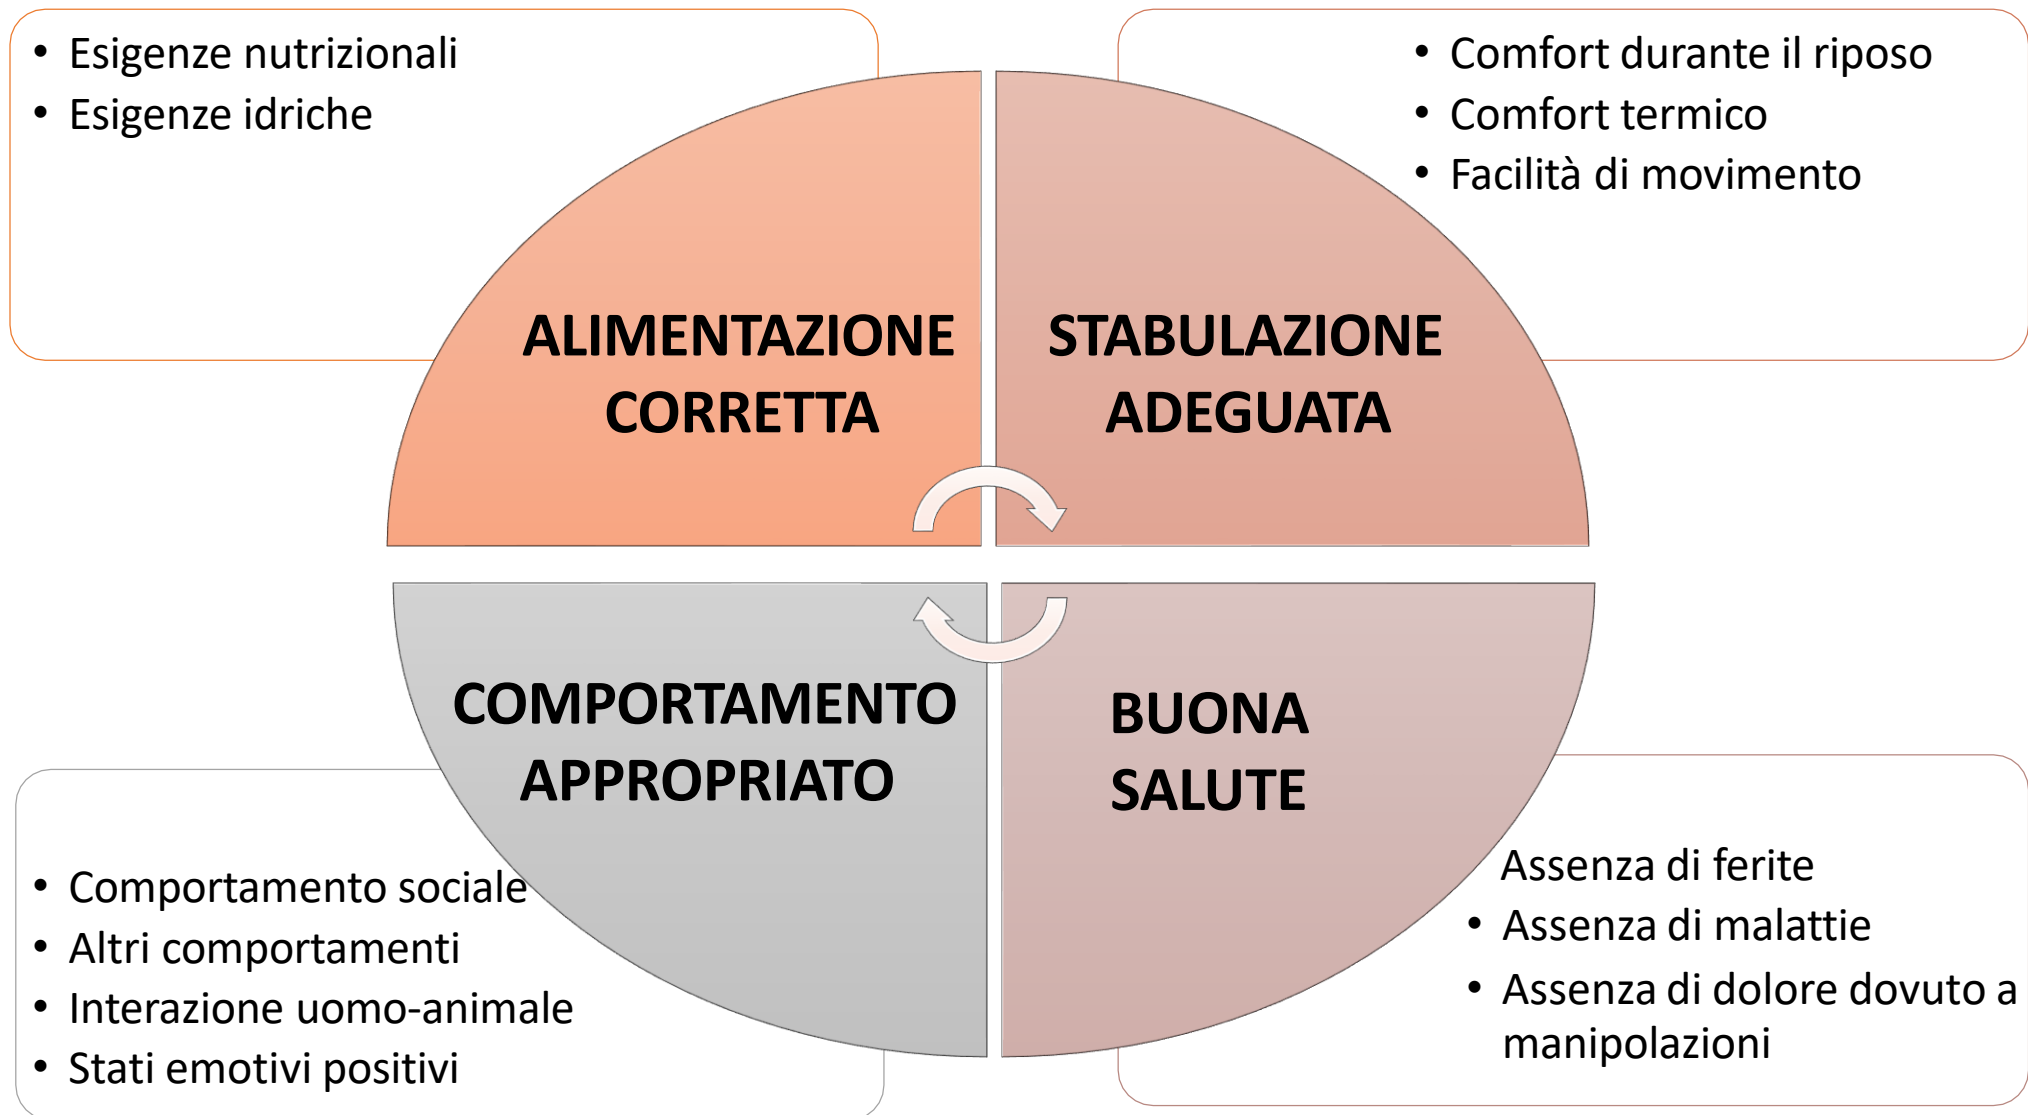 • Esigenze nutrizionali
• Esigenze idriche
• Comfort durante il riposo
• Comfort termico
• Facilità di movimento
ALIMENTAZIONE
CORRETTA
STABULAZIONE
ADEGUATA
COMPORTAMENTO
APPROPRIATO
BUONA
SALUTE
• Comportamento sociale
• Altri comportamenti
• Interazione uomo-animale
• Stati emotivi positivi
Assenza di ferite
• Assenza di malattie
• Assenza di dolore dovuto a
manipolazioni